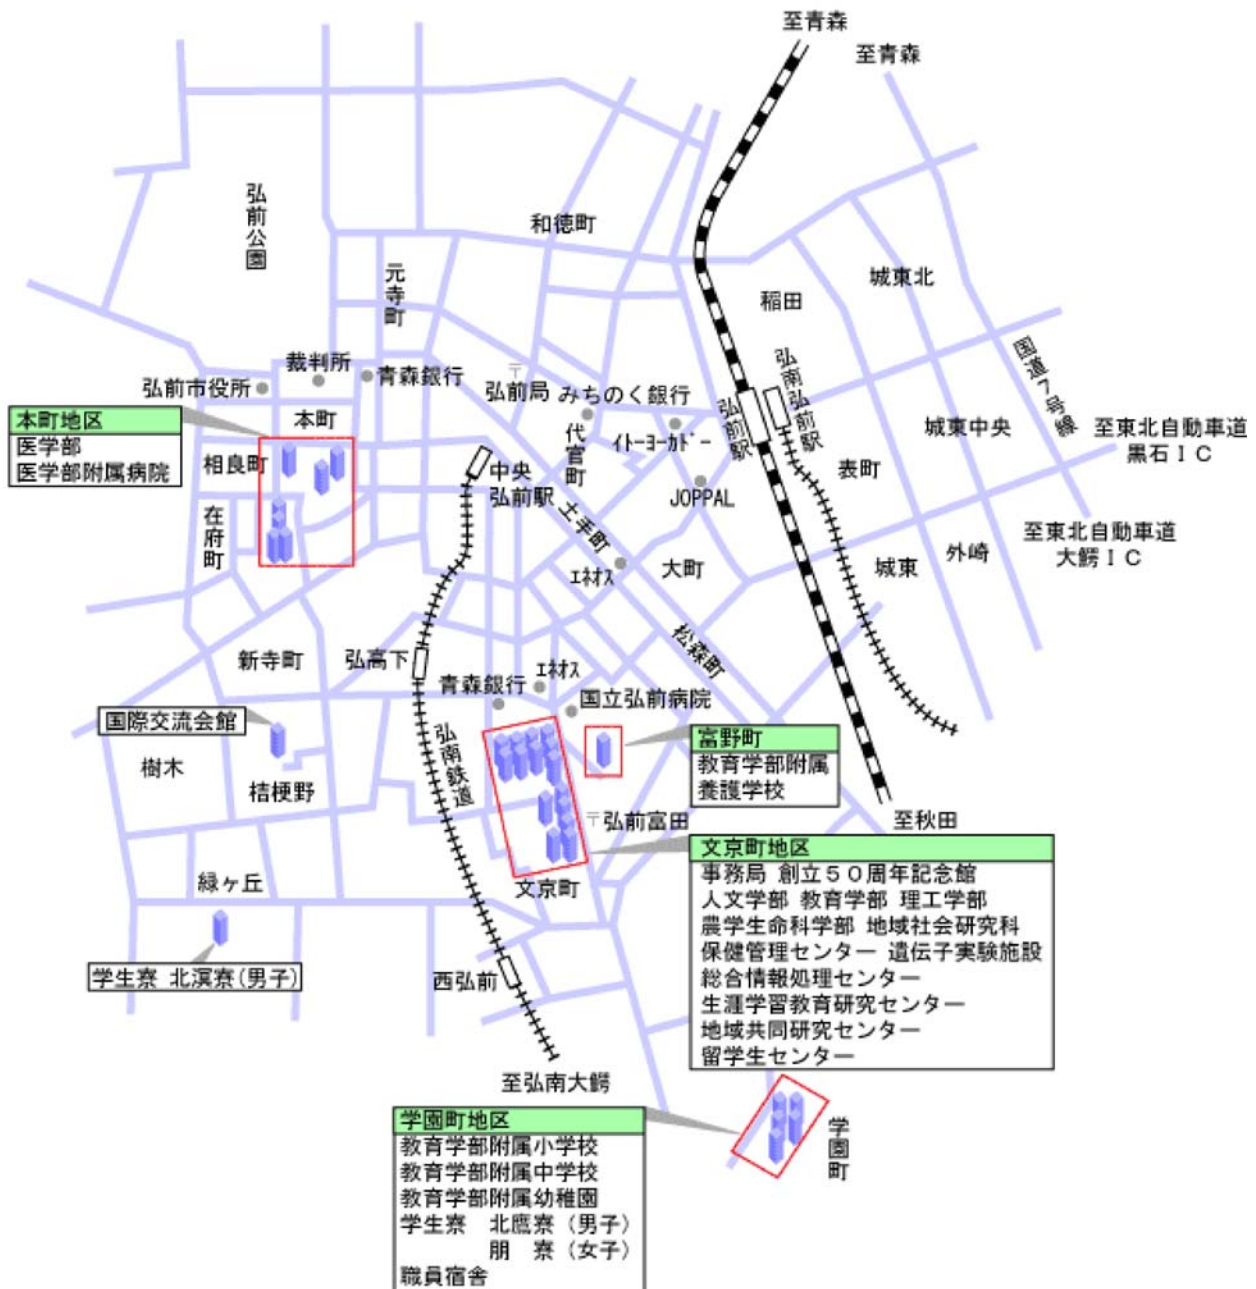 至青森
至青森
弘前公園
和徳町
元寺町
城東北
稲田
国道7号線
裁判所
青森銀行
弘前市役所
〒
弘前局
みちのく銀行
弘前駅
弘南弘前駅
本町地区
医学部
医学部附属病院
本町
代官町
イトーヨーカドー
城東中央
至東北自動車道
黒石IC
相良町
中央
弘前駅
表町
JOPPAL
在府町
土手町
エネオス
大町
城東
外崎
至東北自動車道
大鰐IC
新寺町
弘高下
松森町
エネオス
青森銀行
国立弘前病院
国際交流会館
樹木
桔梗野
弘南鉄道
富野町
教育学部附属
養護学校
〒弘前富田
至秋田
文京町地区
事務局 創立50周年記念館
人文学部 教育学部 理工学部
農学生命科学部 地域社会研究科
保健管理センター 遺伝子実験施設
総合情報処理センター
生涯学習教育研究センター
地域共同研究センター
留学生センター
緑ヶ丘
文京町
学生寮 北溟寮(男子)
西弘前
至弘南大鰐
学園町地区
教育学部附属小学校
教育学部附属中学校
教育学部附属幼稚園
学生寮 北鷹寮(男子)
朋 寮(女子)
職員宿舎
学園町